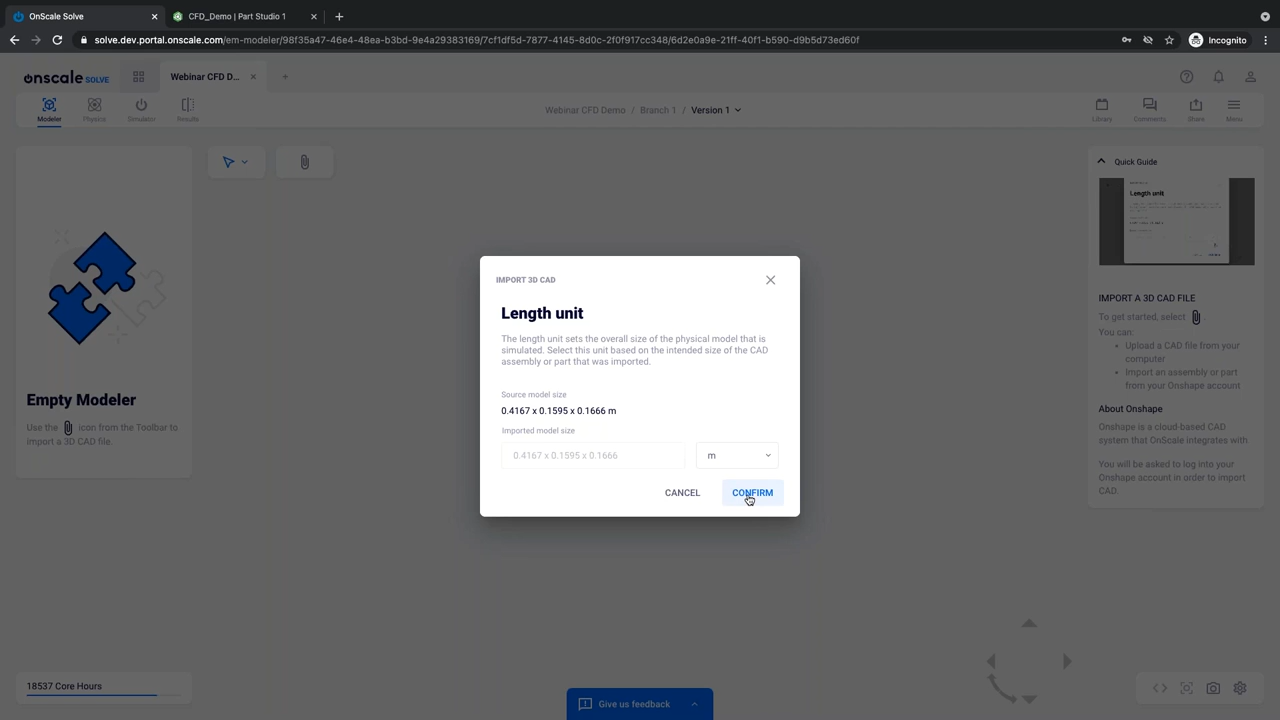 OnScale Solve
CFD_Demo | Part Studio 1
solve.dev.portal.onscale.com/em-modeler/98f35a47-46e4-48ea-b3bd-9e4a29383169/7cf1df5d-7877-4145-8d0c-2f0f917cc348/6d2e0a9e-21ff-40f1-b590-d9b5d73ed60f
Incognito
onscale SOLVE
Webinar CFD D...
Modeler
Physics
Simulator
Results
Webinar CFD Demo / Branch 1 / Version 1
Library
Comments
Share
Menu
Empty Modeler
Use the icon from the Toolbar to
import a 3D CAD file.
18537 Core Hours
IMPORT 3D CAD
Length unit
The length unit sets the overall size of the physical model that is
simulated. Select this unit based on the intended size of the CAD
assembly or part that was imported.
Source model size
0.4167 x 0.1595 x 0.1666 m
Imported model size
0.4167 x 0.1595 x 0.1666
m
CANCEL
CONFIRM
Quick Guide
Length unit
IMPORT A 3D CAD FILE
To get started, select .
You can:
• Upload a CAD file from your
computer
• Import an assembly or part
from your Onshape account
About Onshape
Onshape is a cloud-based CAD
system that OnScale integrates with
You will be asked to log into your
Onshape account in order to import
CAD.
Give us feedback